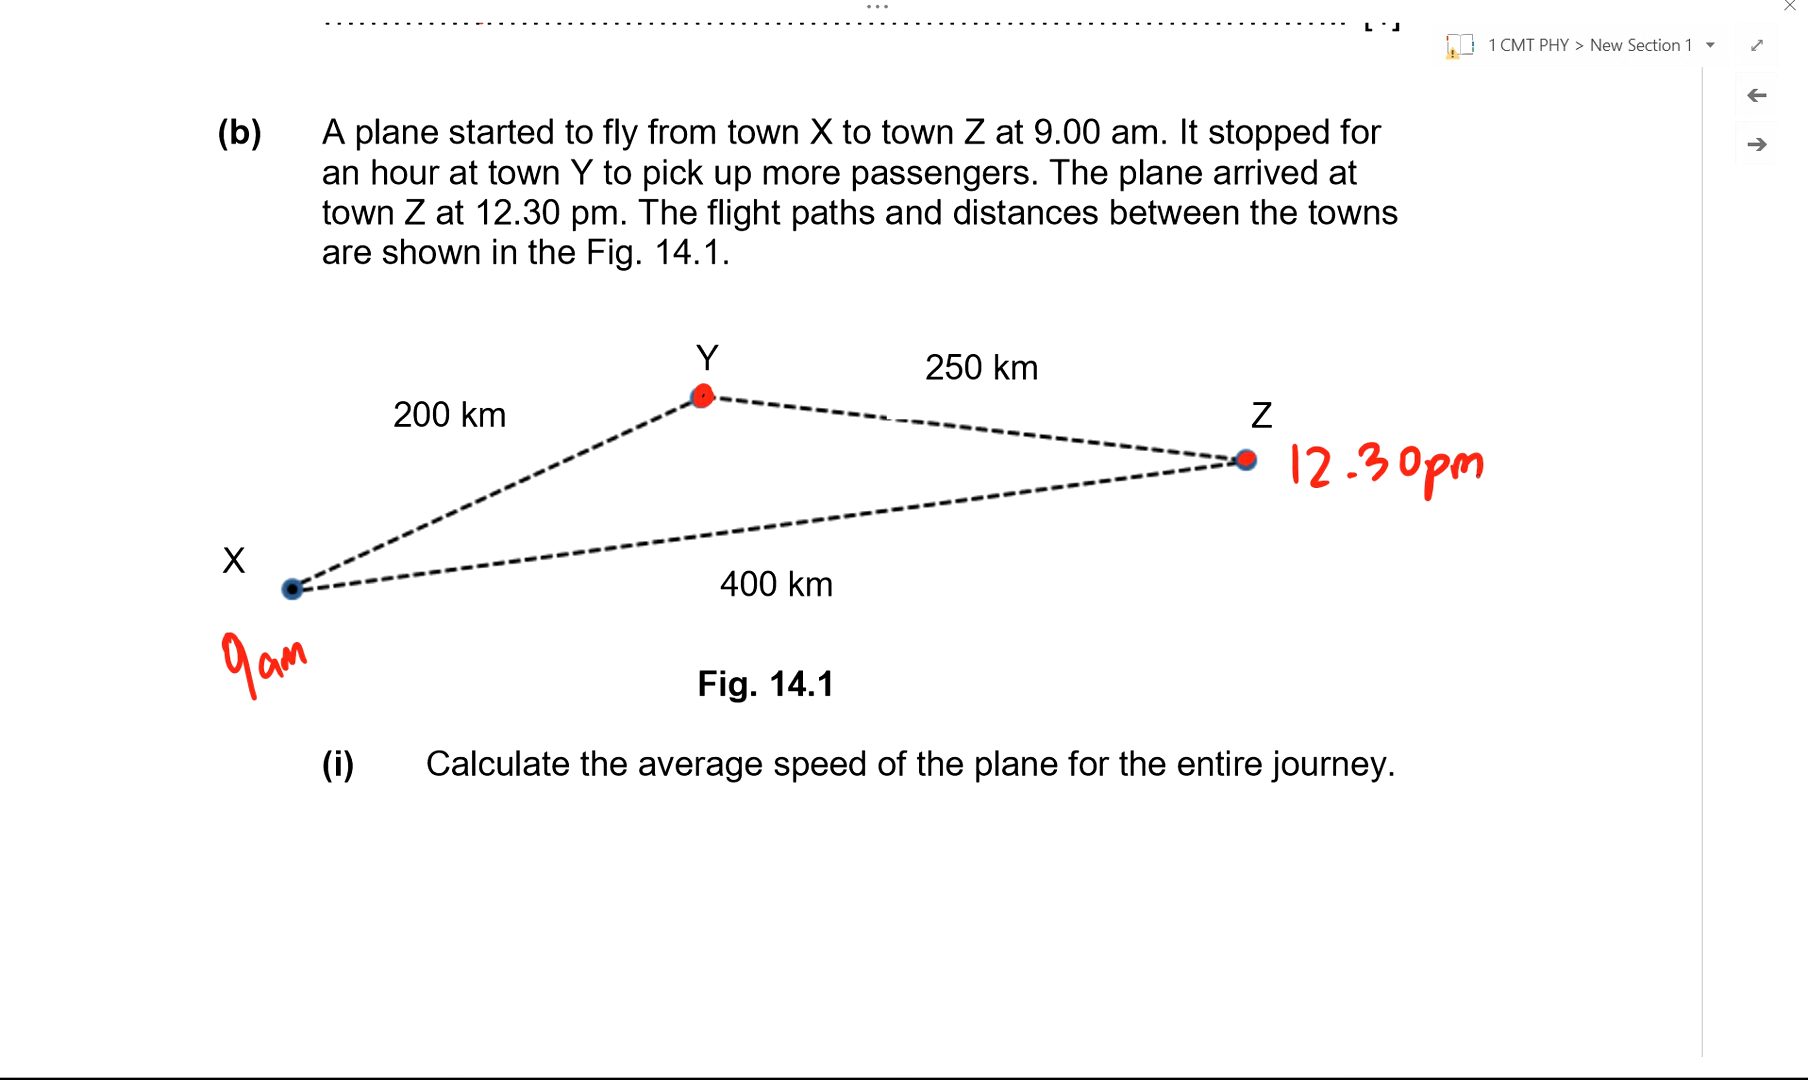 1 CMT PHY > New Section 1
(b) A plane started to fly from town X to town Z at 9.00 am. It stopped for
an hour at town Y to pick up more passengers. The plane arrived at
town Z at 12.30 pm. The flight paths and distances between the towns
are shown in the Fig. 14.1.
Y
250 km
200 km
Z
12.30pm
X
400 km
9am
Fig. 14.1
(i) Calculate the average speed of the plane for the entire journey.